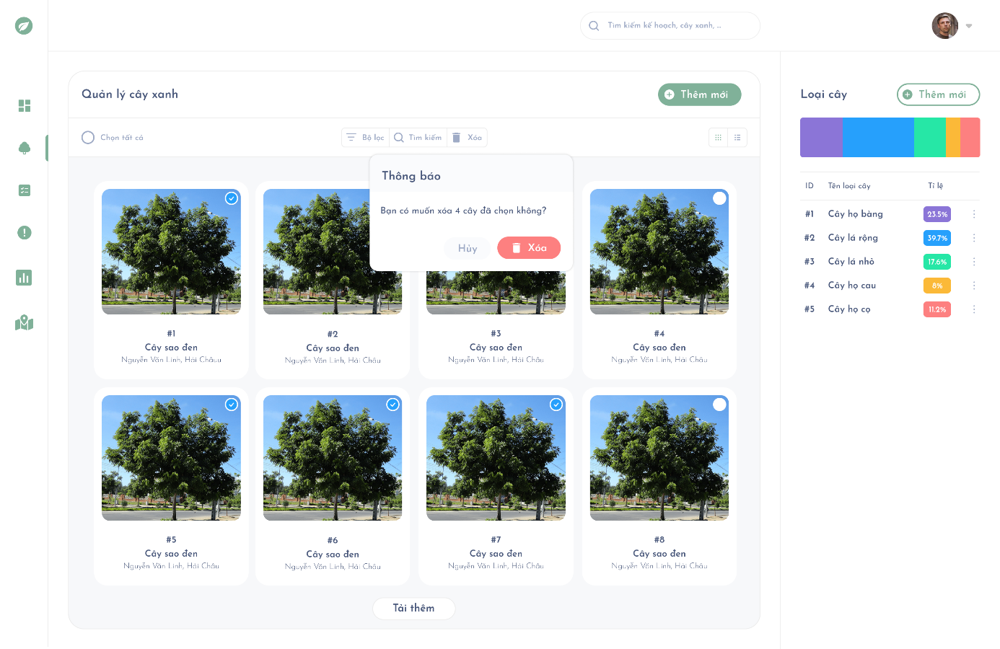 Tìm kiếm kế hoạch, cây xanh, ...
Quản lý cây xanh
Thêm mới
Chọn tất cả
Bộ lọc
Tìm kiếm
Xóa
Thông báo
Bạn có muốn xóa 4 cây đã chọn không?
Hủy
Xóa
#1
Cây sao đen
Nguyễn Văn Linh, Hải Châuu
#2
Cây sao đen
Nguyễn Văn Linh, Hải Châu
#3
Cây sao đen
Nguyễn Văn Linh, Hải Châu
#4
Cây sao đen
Nguyễn Văn Linh, Hải Châu
#5
Cây sao đen
Nguyễn Văn Linh, Hải Châu
#6
Cây sao đen
Nguyễn Văn Linh, Hải Châu
#7
Cây sao đen
Nguyễn Văn Linh, Hải Châu
#8
Cây sao đen
Nguyễn Văn Linh, Hải Châu
Tải thêm
Loại cây
Thêm mới
ID Tên loại cây Tỉ lệ
#1 Cây họ bàng 23.5%
#2 Cây lá rộng 39.7%
#3 Cây lá nhỏ 17.6%
#4 Cây họ cau 8%
#5 Cây họ cọ 11.2%